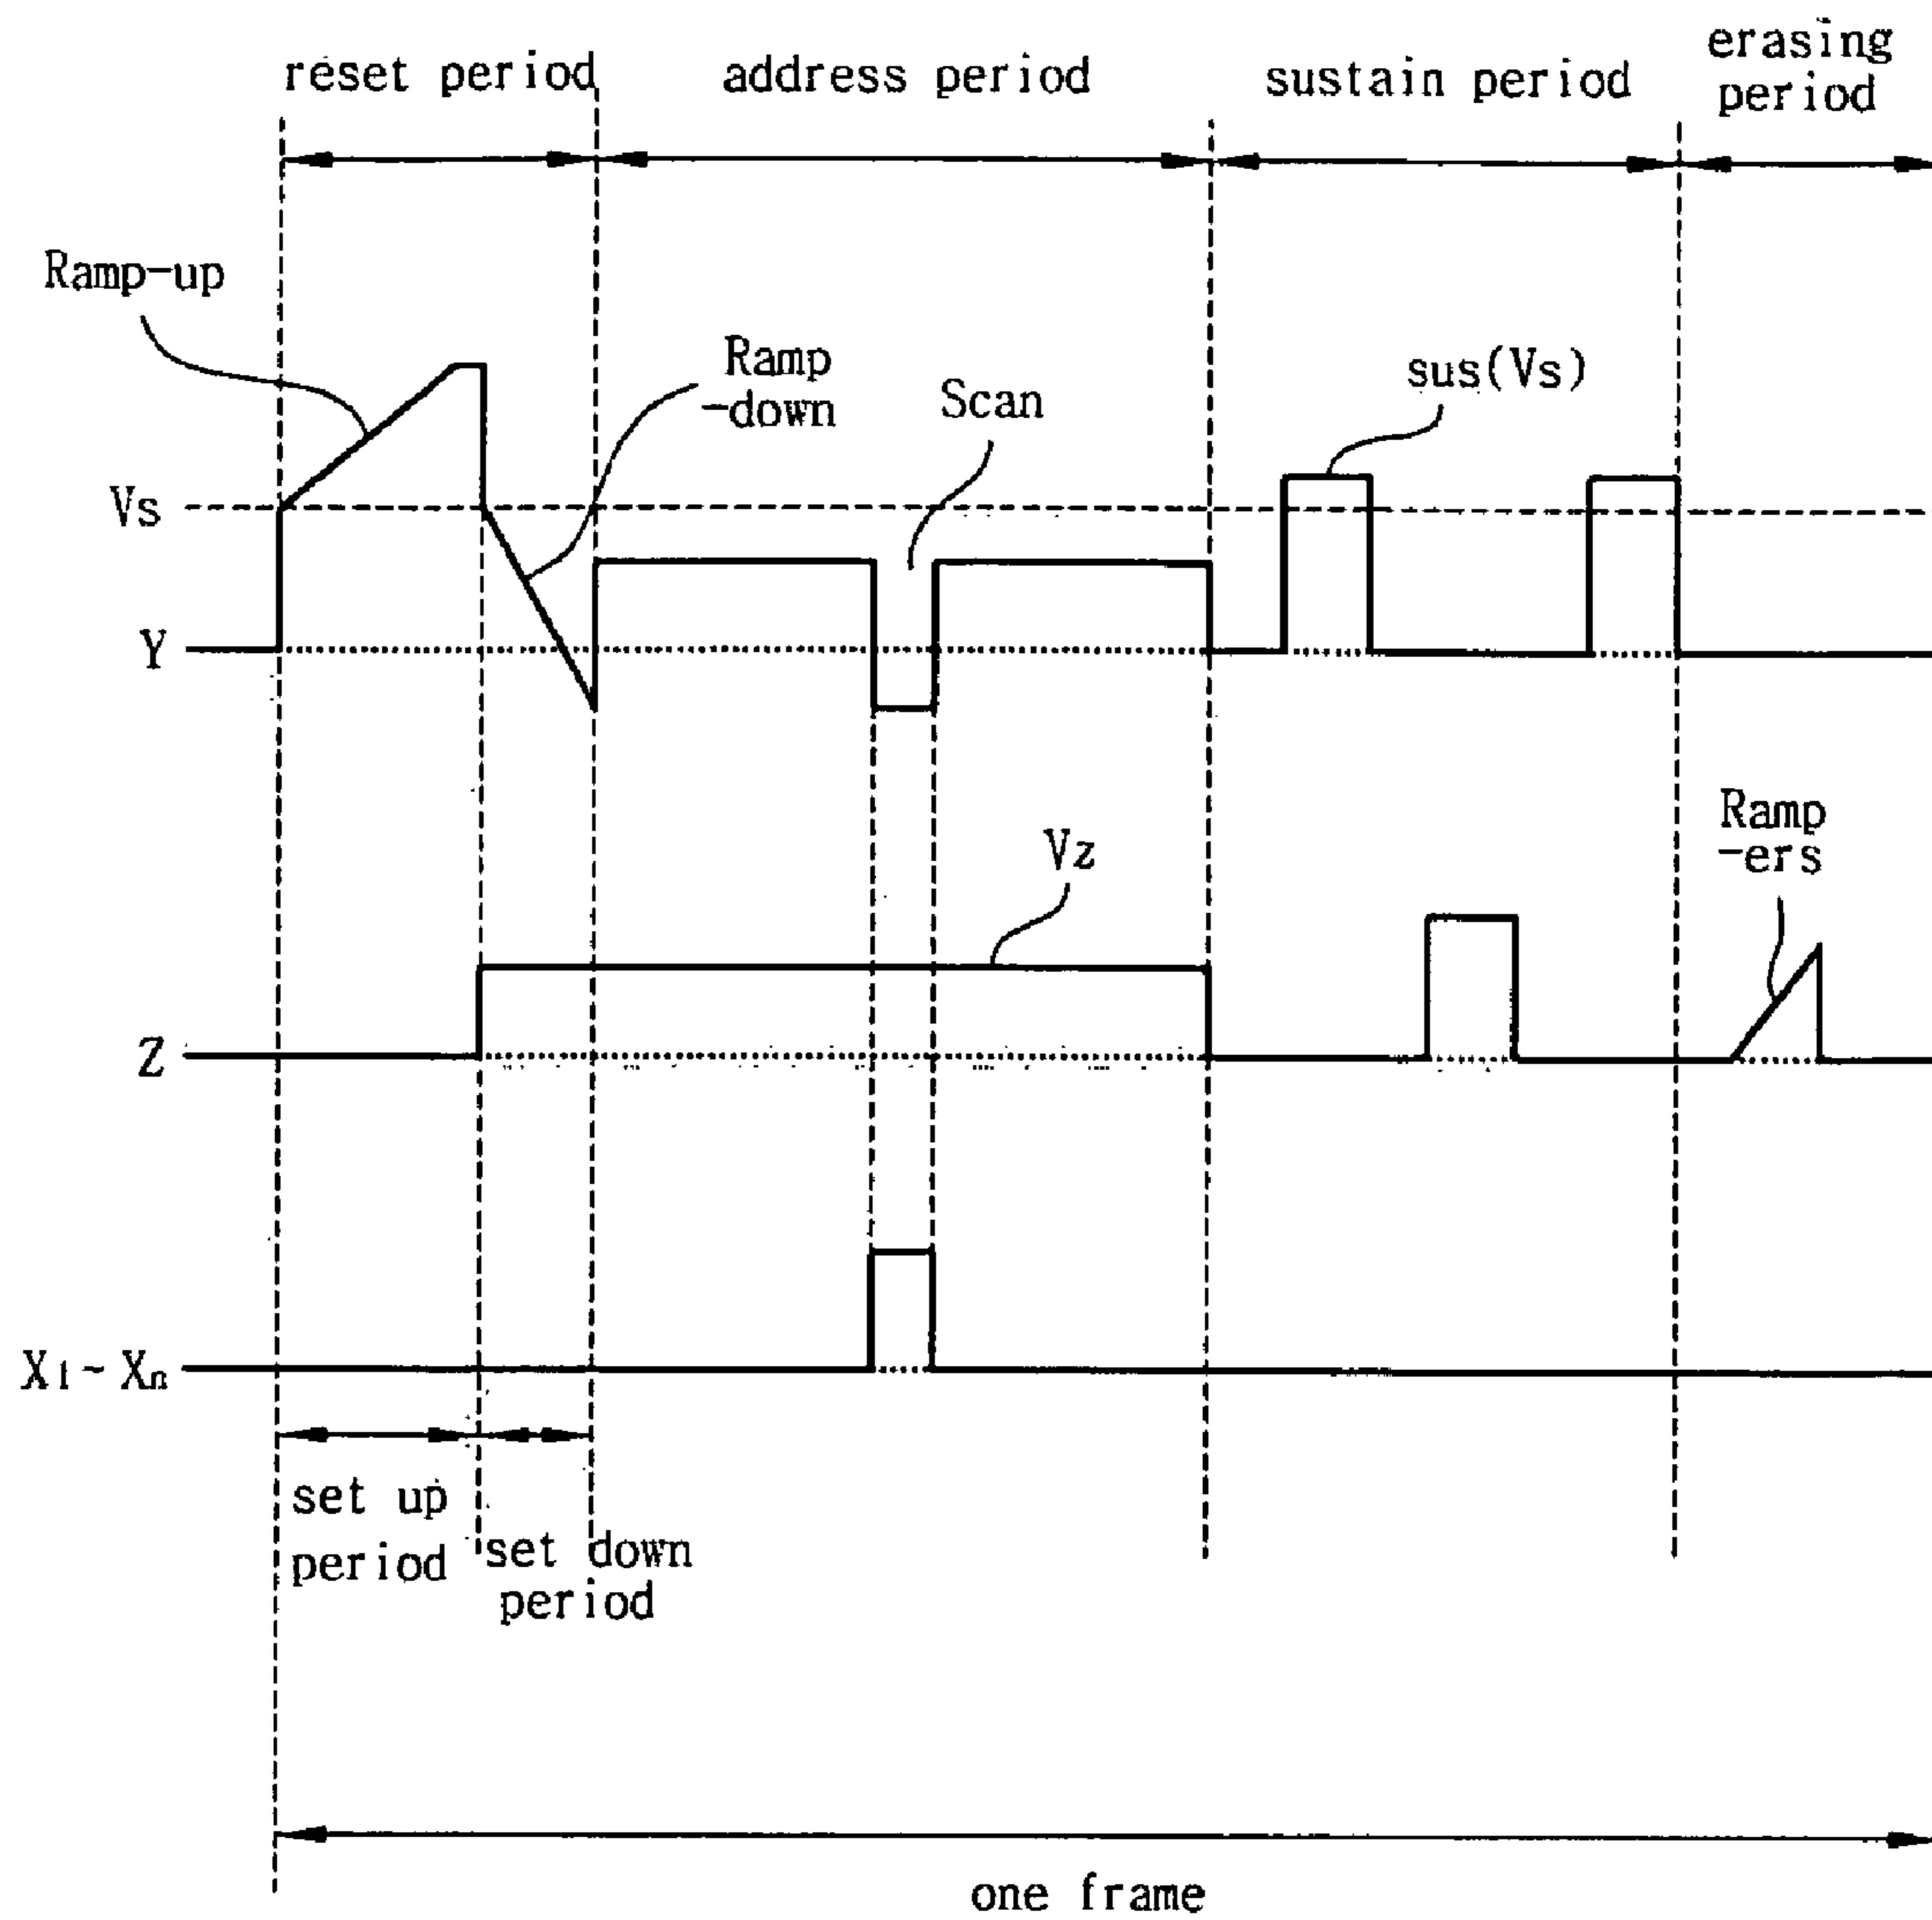 reset period
address period
sustain period
erasing
period
Ramp-up
Ramp
-down
Scan
sus(Vs)
Vs
Y
Vz
Ramp
-ers
Z
X1~Xn
set up
period
set down
period
one frame